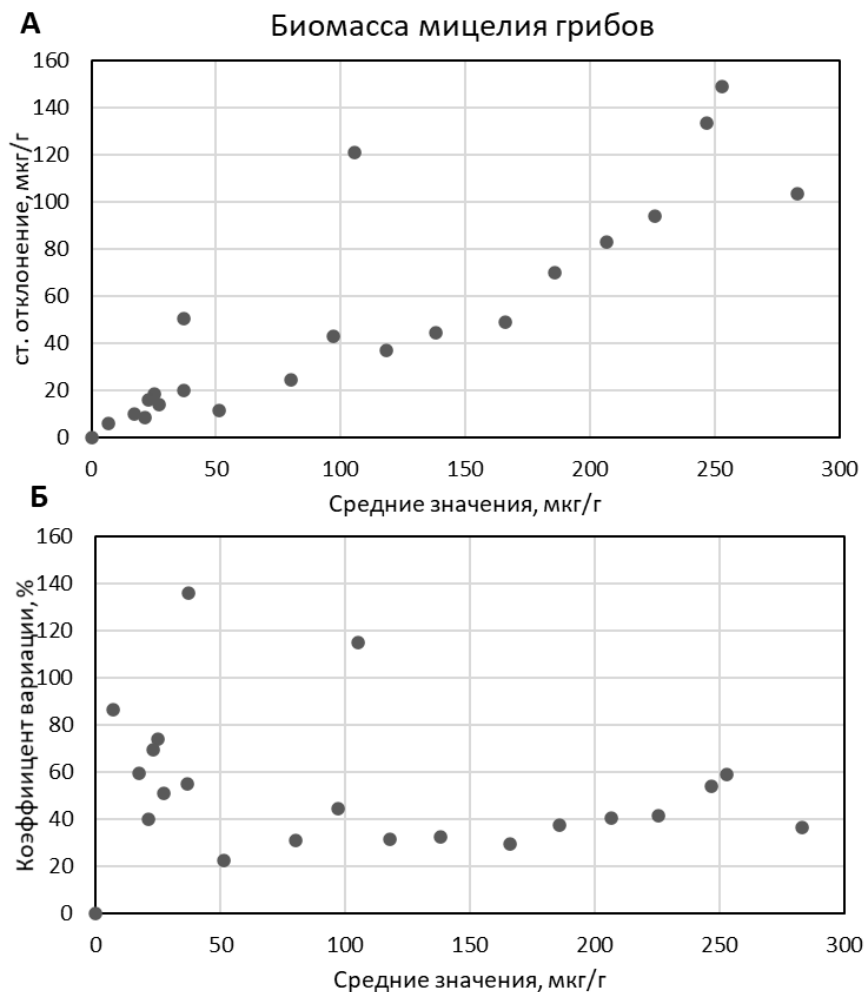 А
Биомасса мицелия грибов
160
140
120
100
80
60
40
20
0
ст. отклонение, мкг/г
0 50 100 150 200 250 300
Средние значения, мкг/г
Б
160
140
120
100
80
60
40
20
0
Коэффиицент вариации, %
0 50 100 150 200 250 300
Средние значения, мкг/г